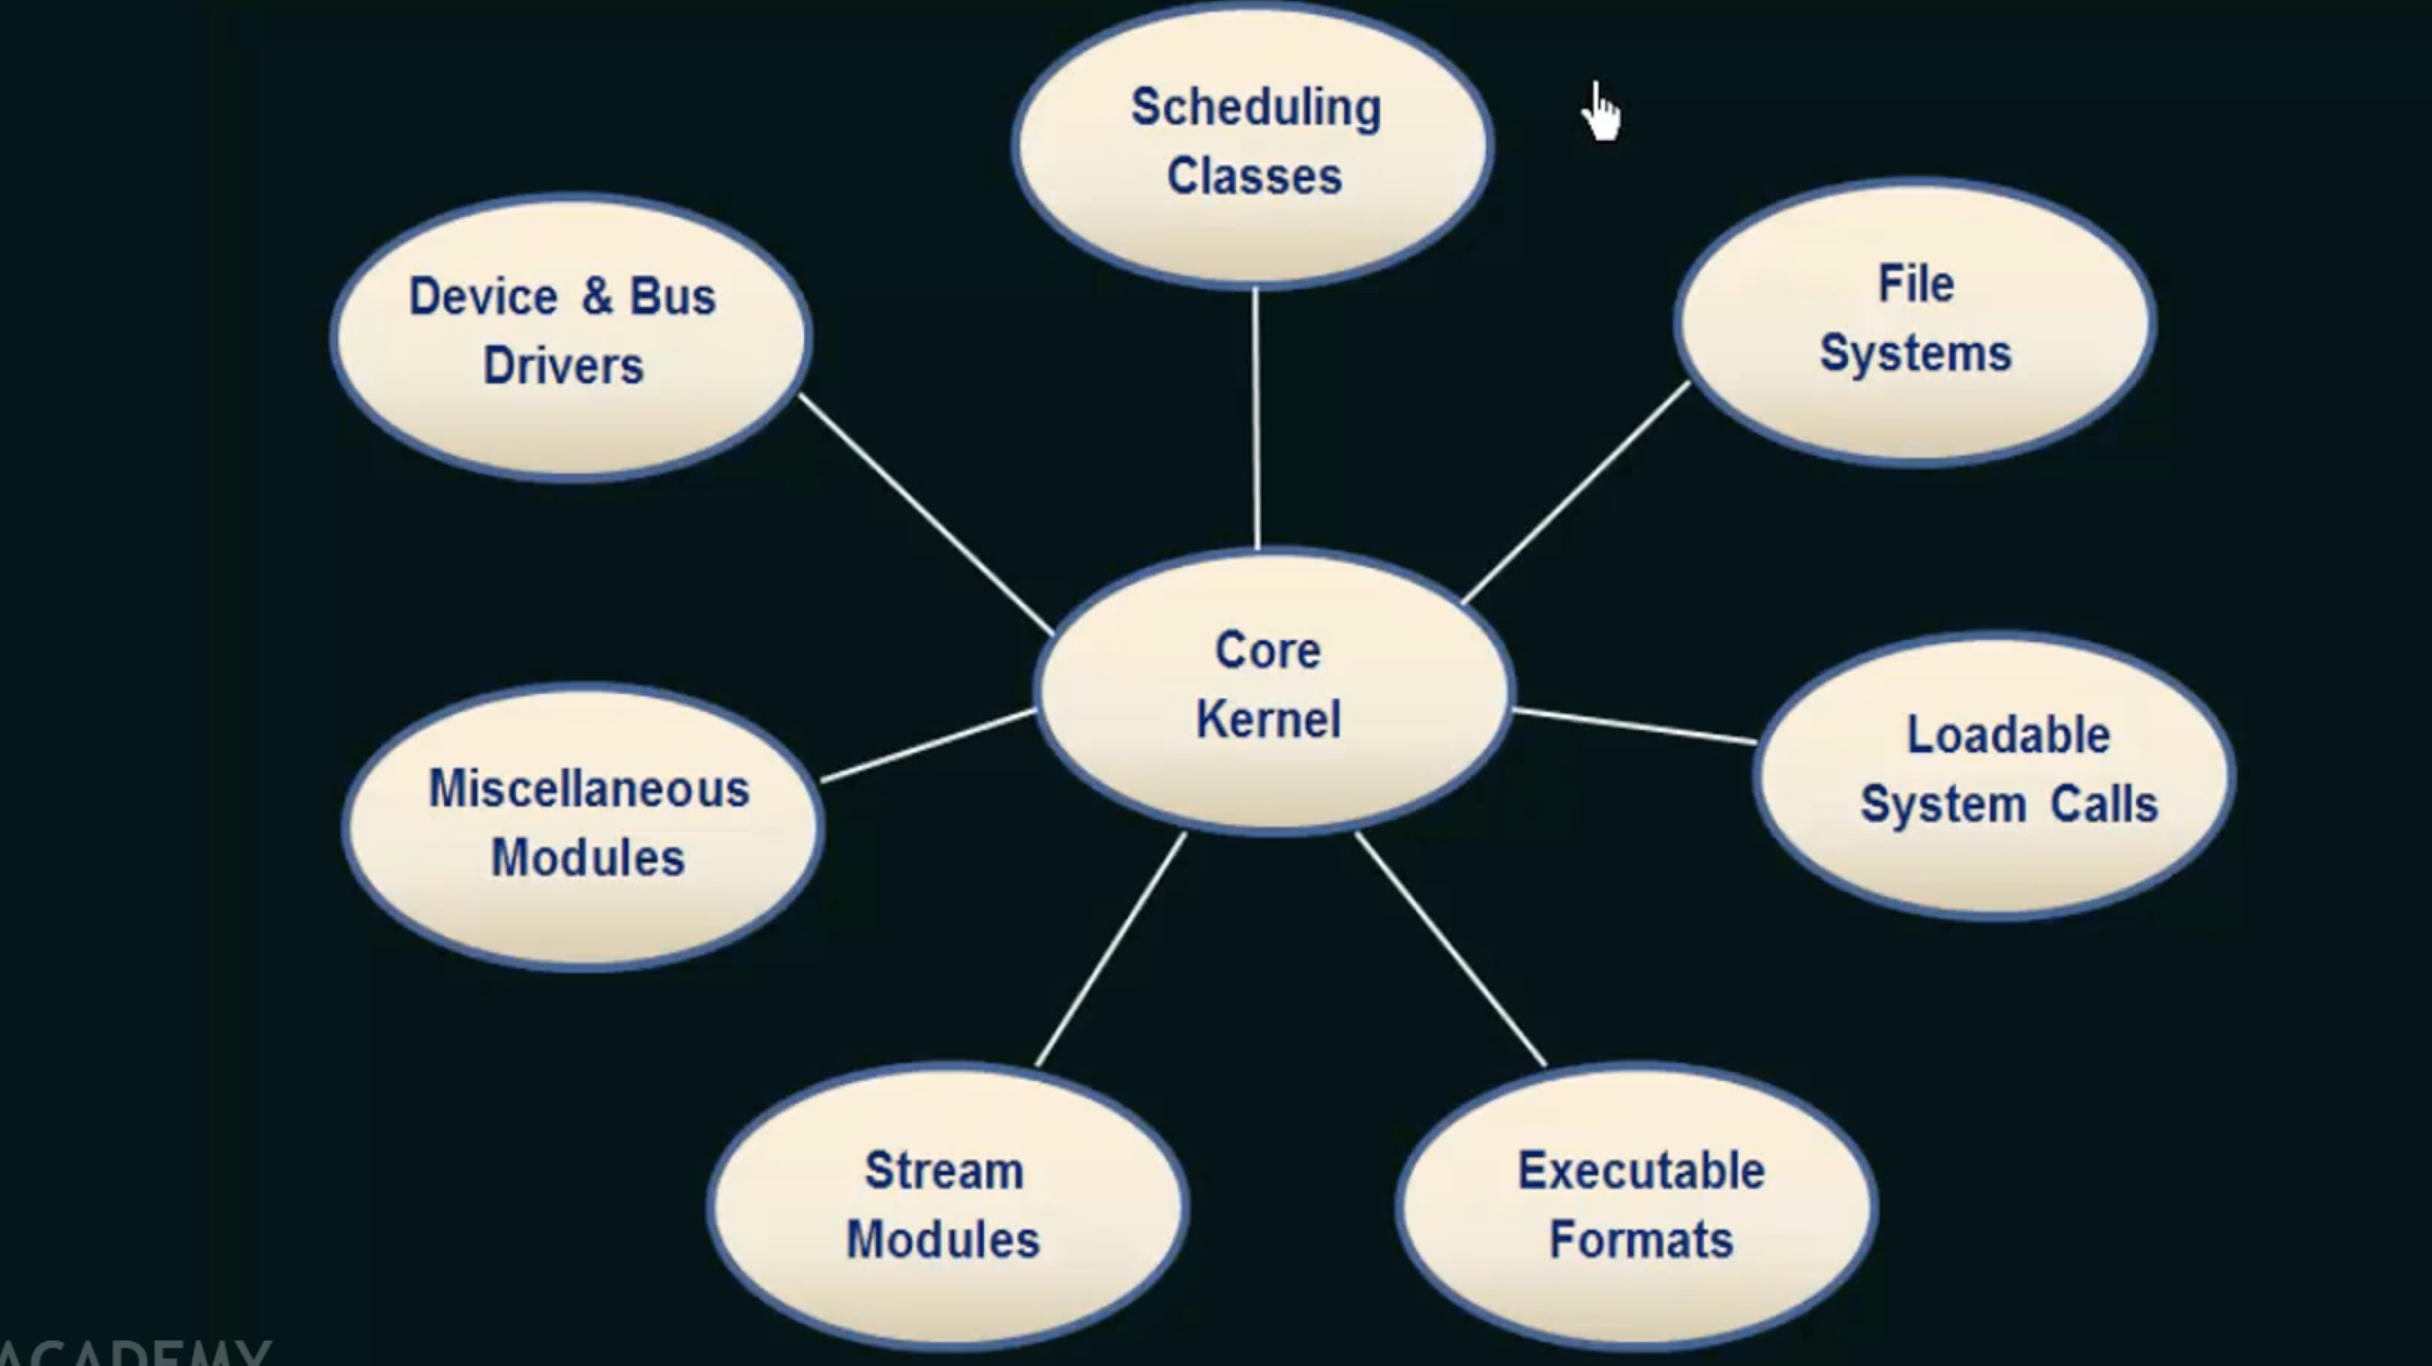 Scheduling
Classes
Device & Bus
Drivers
File
Systems
Core
Kernel
Loadable
System Calls
Miscellaneous
Modules
Stream
Modules
Executable
Formats
ACADEMY